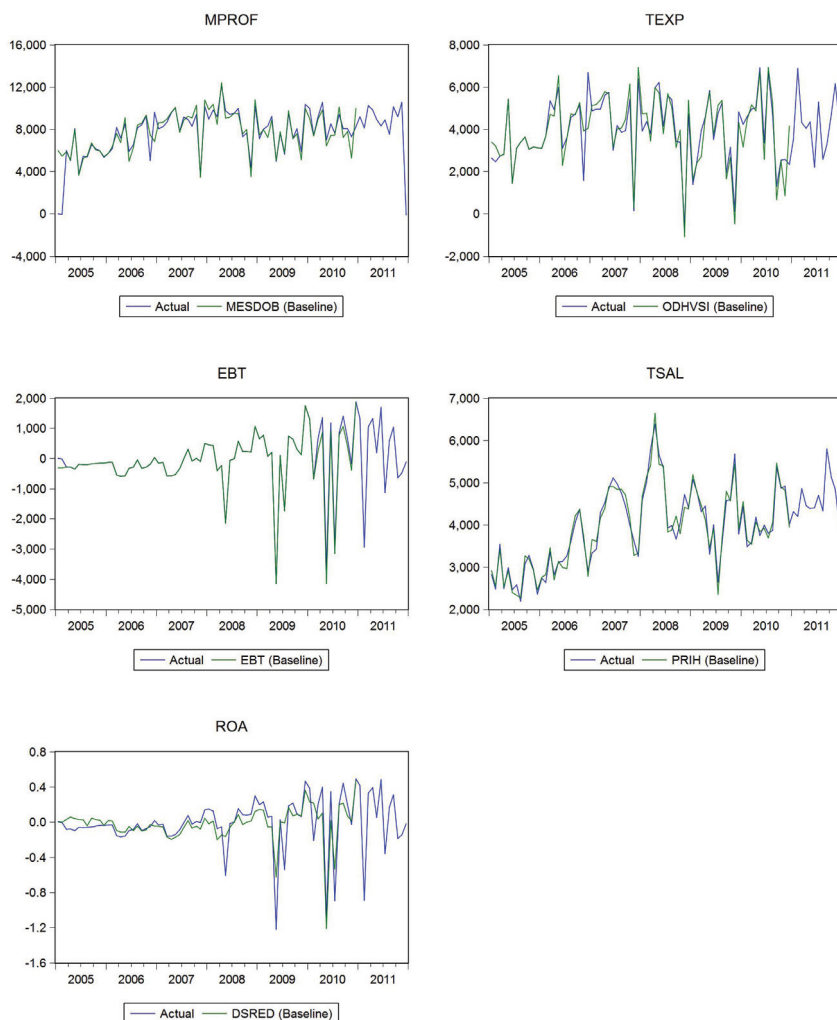 MPROF
16,000
12,000
8,000
4,000
0
-4,000
2005 2006 2007 2008 2009 2010 2011
Actual MESDOB (Baseline)
TEXP
8,000
6,000
4,000
2,000
0
-2,000
2005 2006 2007 2008 2009 2010 2011
Actual ODHVSI (Baseline)
EBT
2,000
1,000
0
-1,000
-2,000
-3,000
-4,000
-5,000
2005 2006 2007 2008 2009 2010 2011
Actual EBT (Baseline)
TSAL
7,000
6,000
5,000
4,000
3,000
2,000
2005 2006 2007 2008 2009 2010 2011
Actual PRIH (Baseline)
ROA
0.8
0.4
0.0
-0.4
-0.8
-1.2
-1.6
2005 2006 2007 2008 2009 2010 2011
Actual DSRED (Baseline)